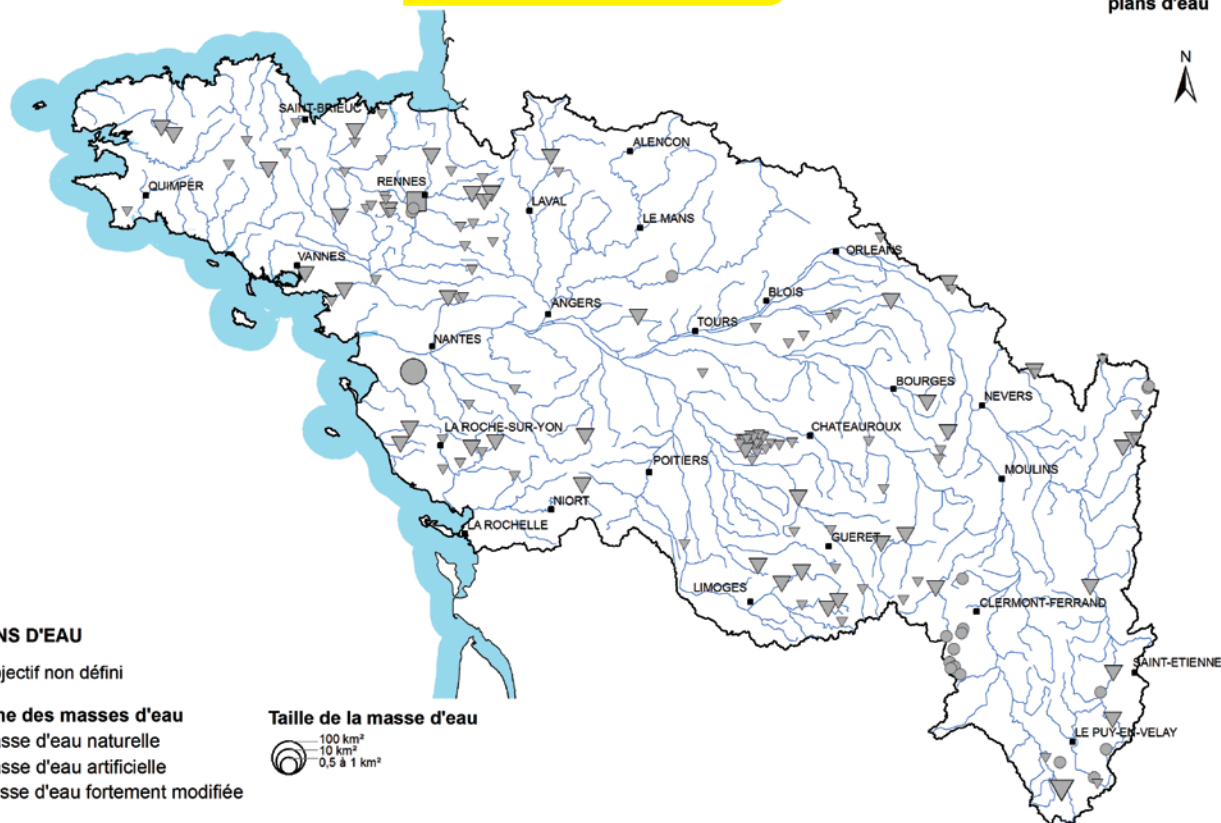 plans d'eau
N
SAINT-BRIEUC
ALENCON
QUIMPER
RENNES
LAVAL
LE MANS
VANNES
ORLEANS
BLOIS
ANGERS
TOURS
NANTES
BOURGES
NEVERS
LA ROCHE-SUR-YON
CHATEAUROUX
POITIERS
MOULINS
NIORT
LA ROCHELLE
GUERET
LIMOGES
CLERMONT-FERRAND
SAINT-ETIENNE
LE PUY-EN-VELAY
NS D'EAU
jectif non défini
ne des masses d'eau
sse d'eau naturelle
sse d'eau artificielle
sse d'eau fortement modifiée
Taille de la masse d'eau
100 km²
10 km²
0,5 à 1 km²